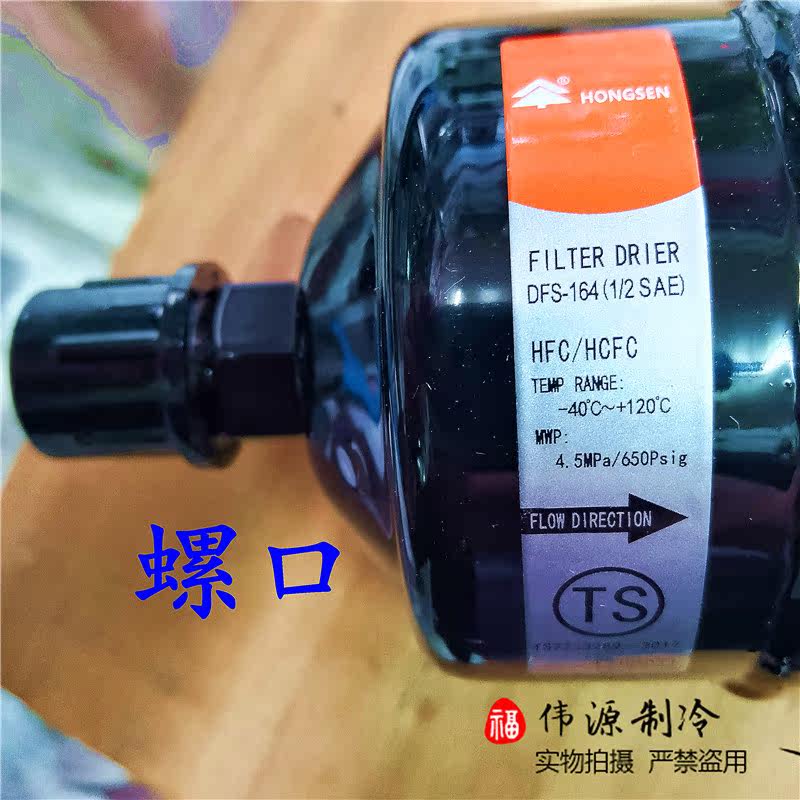 HONGSEN
FILTER DRIER
DFS-164(1/2 SAE)
HFC/HCFC
TEMP RANGE:
-40℃~+120℃
MWP:
4.5MPa/650Psig
FLOW DIRECTION
TS
螺口
福
伟源制冷
实物拍摄 严禁盗用